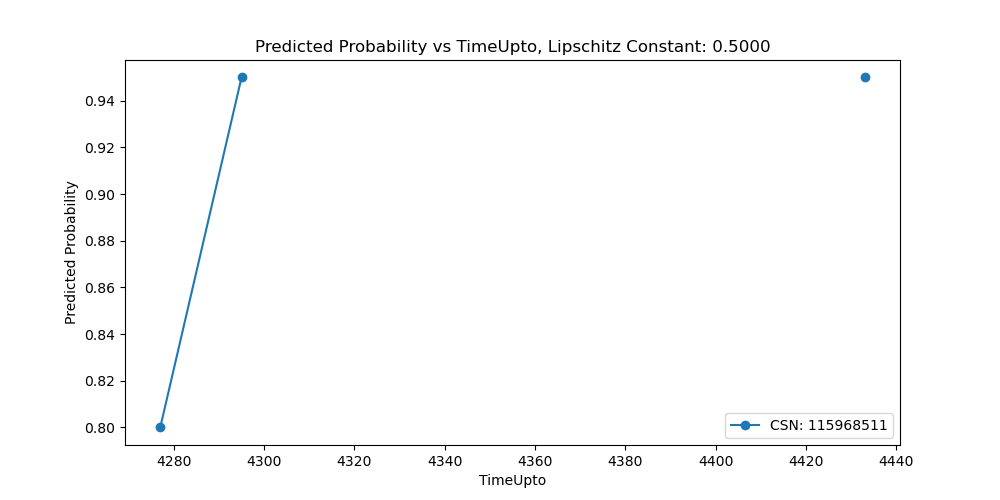 Predicted Probability vs TimeUpto, Lipschitz Constant: 0.5000
Predicted Probability
0.94
0.92
0.90
0.88
0.86
0.84
0.82
0.80
CSN: 115968511
4280 4300 4320 4340 4360 4380 4400 4420 4440
TimeUpto